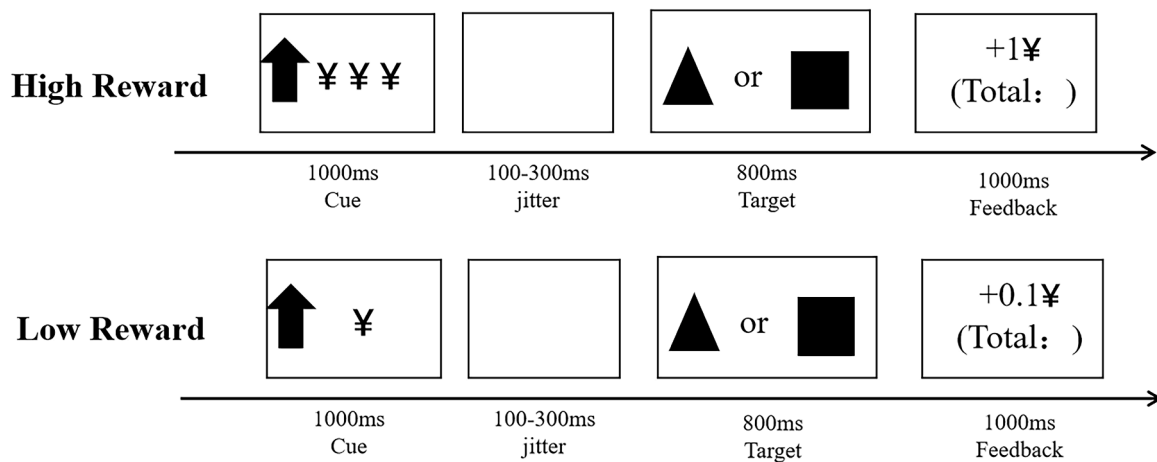 High Reward
¥ ¥ ¥
or
+1¥
(Total： )
1000ms
Cue
100-300ms
jitter
800ms
Target
1000ms
Feedback
Low Reward
¥
or
+0.1¥
(Total： )
1000ms
Cue
100-300ms
jitter
800ms
Target
1000ms
Feedback